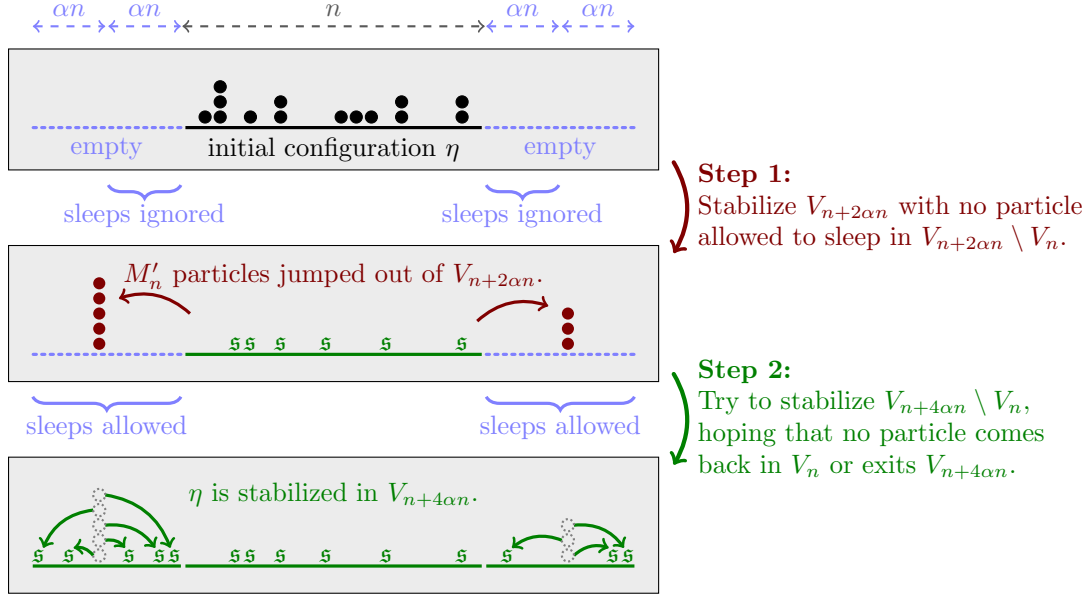 αn αn n αn αn
empty initial configuration η empty
sleeps ignored sleeps ignored
Step 1:
Stabilize V_{n+2αn} with no particle
allowed to sleep in V_{n+2αn} \ V_n.
M′_n particles jumped out of V_{n+2αn}.
𝔰 𝔰 𝔰 𝔰 𝔰 𝔰
sleeps allowed sleeps allowed
Step 2:
Try to stabilize V_{n+4αn} \ V_n,
hoping that no particle comes
back in V_n or exits V_{n+4αn}.
η is stabilized in V_{n+4αn}.
𝔰 𝔰 𝔰 𝔰 𝔰 𝔰 𝔰 𝔰 𝔰 𝔰 𝔰 𝔰 𝔰 𝔰